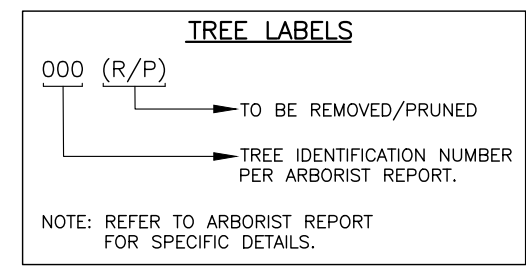 TREE LABELS
000 (R/P)
TO BE REMOVED/PRUNED
TREE IDENTIFICATION NUMBER
PER ARBORIST REPORT.
NOTE: REFER TO ARBORIST REPORT
FOR SPECIFIC DETAILS.